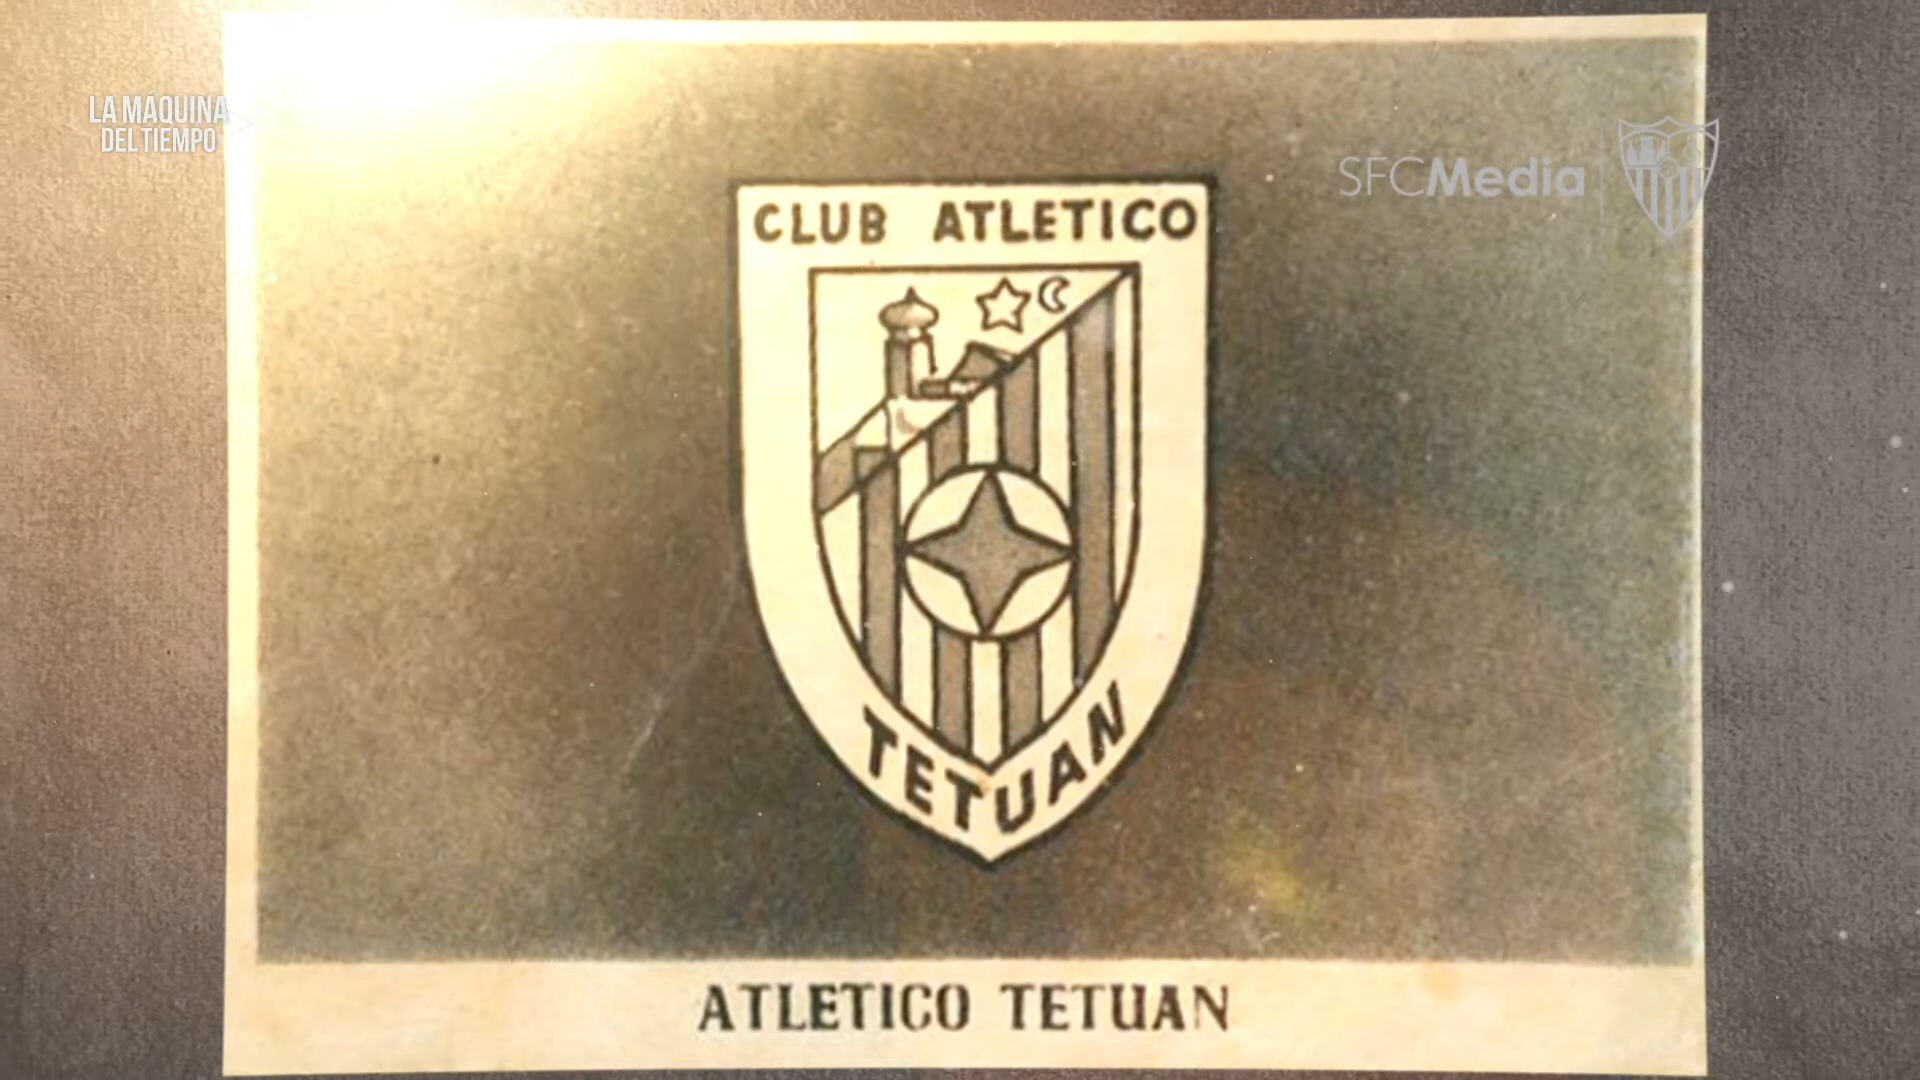 LA MÁQUINA
DEL TIEMPO
SFCMedia
CLUB ATLETICO
TETUAN
ATLETICO TETUAN